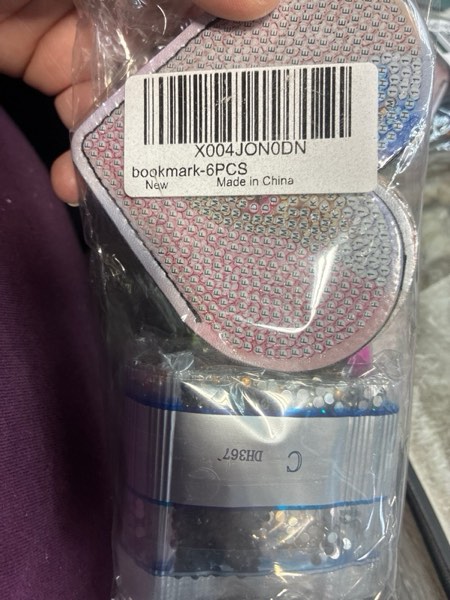 X004JON0DN
bookmark-6PCS
New Made in China
C DH367